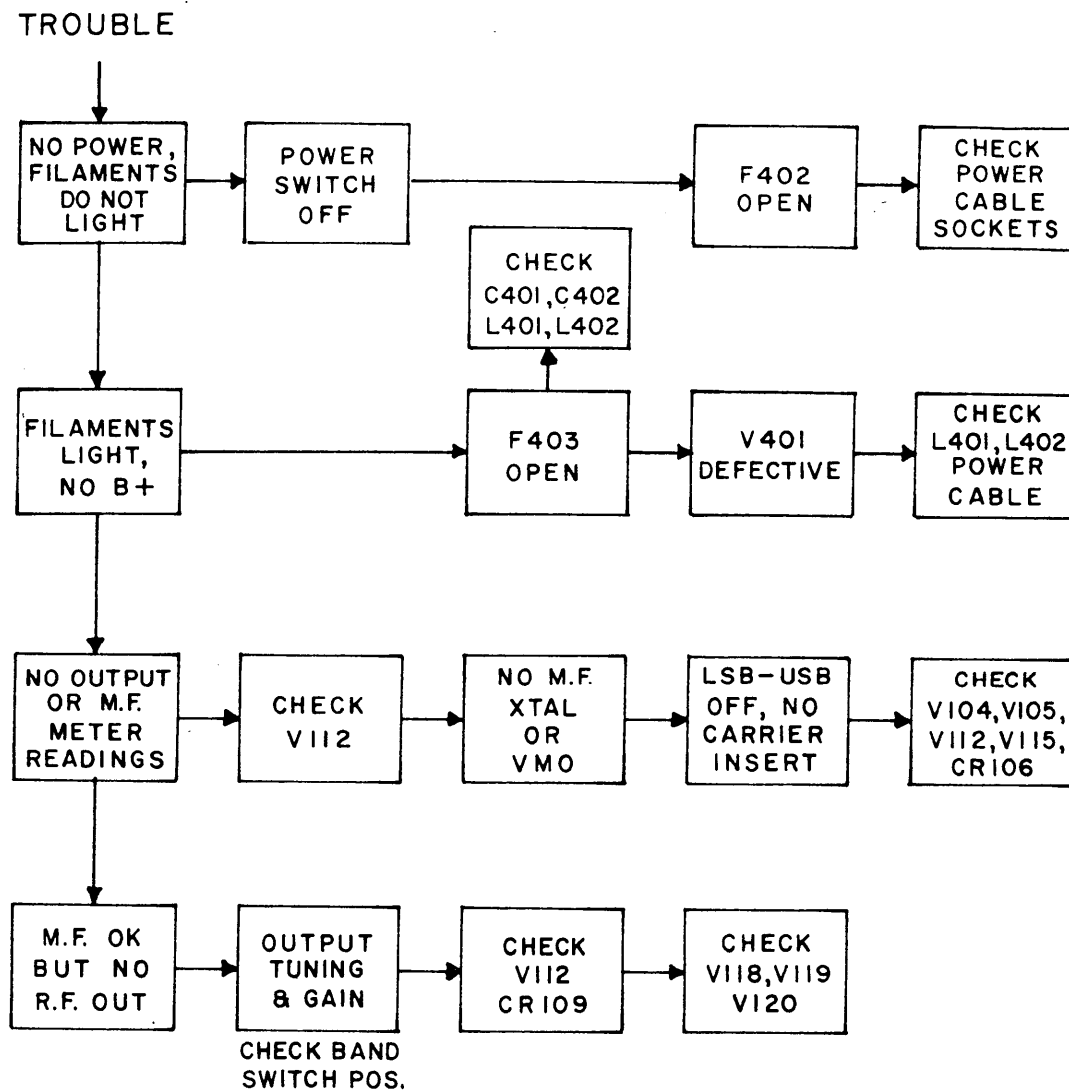 TROUBLE
NO POWER,
FILAMENTS
DO NOT
LIGHT
POWER
SWITCH
OFF
F402
OPEN
CHECK
POWER
CABLE
SOCKETS
CHECK
C401,C402
L401,L402
FILAMENTS
LIGHT,
NO B+
F403
OPEN
V401
DEFECTIVE
CHECK
L401,L402
POWER
CABLE
NO OUTPUT
OR M.F.
METER
READINGS
CHECK
V112
NO M.F.
XTAL
OR
VMO
LSB-USB
OFF, NO
CARRIER
INSERT
CHECK
V104,V105,
V112,V115,
CR106
M.F. OK
BUT NO
R.F. OUT
OUTPUT
TUNING
& GAIN
CHECK BAND
SWITCH POS.
CHECK
V112
CR109
CHECK
V118,V119
V120